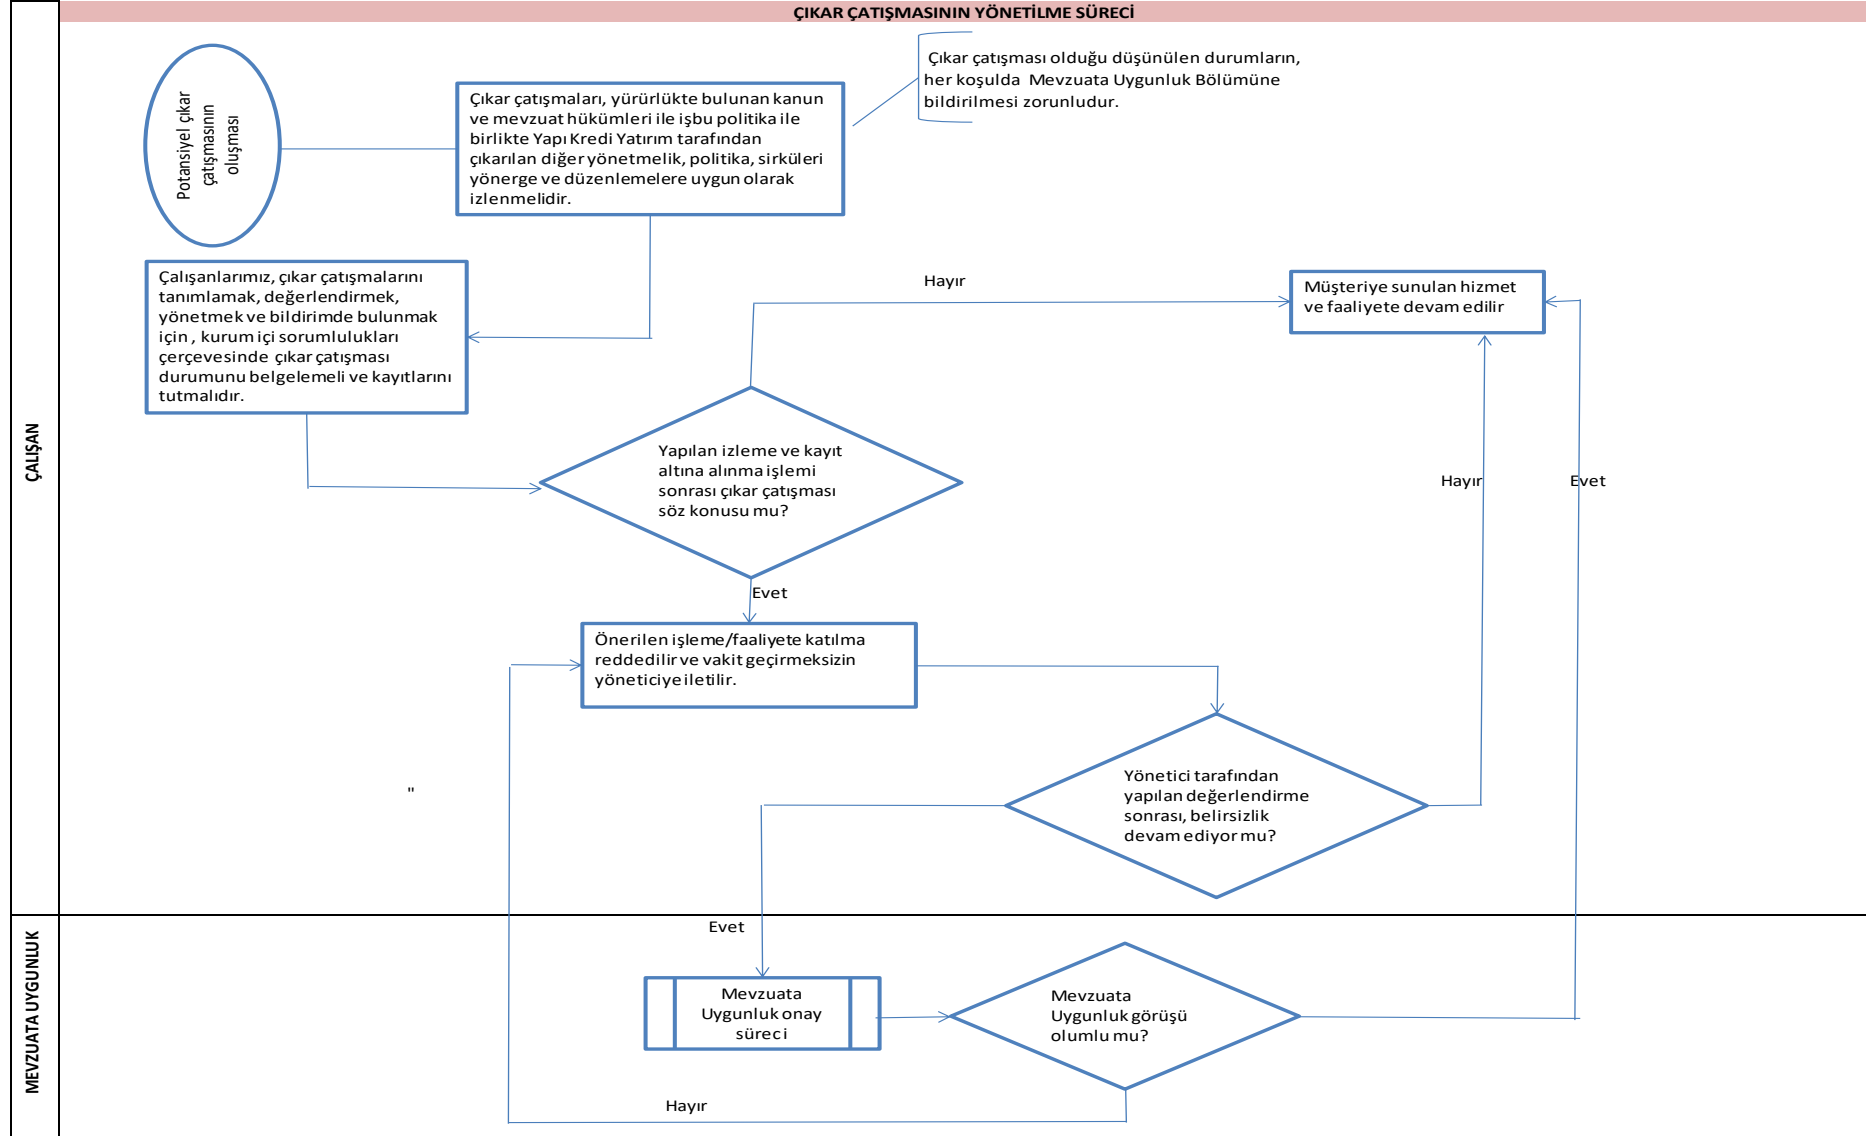 ÇIKAR ÇATIŞMASININ YÖNETİLME SÜRECİ
ÇALIŞAN
Potansiyel çıkar
çatışmasının
oluşması
Çıkar çatışmaları, yürürlükte bulunan kanun
ve mevzuat hükümleri ile işbu politika ile
birlikte Yapı Kredi Yatırım tarafından
çıkarılan diğer yönetmelik, politika, sirküleri
yönerge ve düzenlemelere uygun olarak
izlenmelidir.
Çıkar çatışması olduğu düşünülen durumların,
her koşulda Mevzuata Uygunluk Bölümüne
bildirilmesi zorunludur.
Çalışanlarımız, çıkar çatışmalarını
tanımlamak, değerlendirmek,
yönetmek ve bildirimde bulunmak
için , kurum içi sorumlulukları
çerçevesinde çıkar çatışması
durumunu belgelemeli ve kayıtlarını
tutmalıdır.
Hayır
Müşteriye sunulan hizmet
ve faaliyete devam edilir
Yapılan izleme ve kayıt
altına alınma işlemi
sonrası çıkar çatışması
söz konusu mu?
Hayır
Evet
Evet
Önerilen işleme/faaliyete katılma
reddedilir ve vakit geçirmeksizin
yöneticiye iletilir.
"
Yönetici tarafından
yapılan değerlendirme
sonrası, belirsizlik
devam ediyor mu?
MEVZUATA UYGUNLUK
Evet
Mevzuata
Uygunluk onay
süreci
Mevzuata
Uygunluk görüşü
olumlu mu?
Hayır